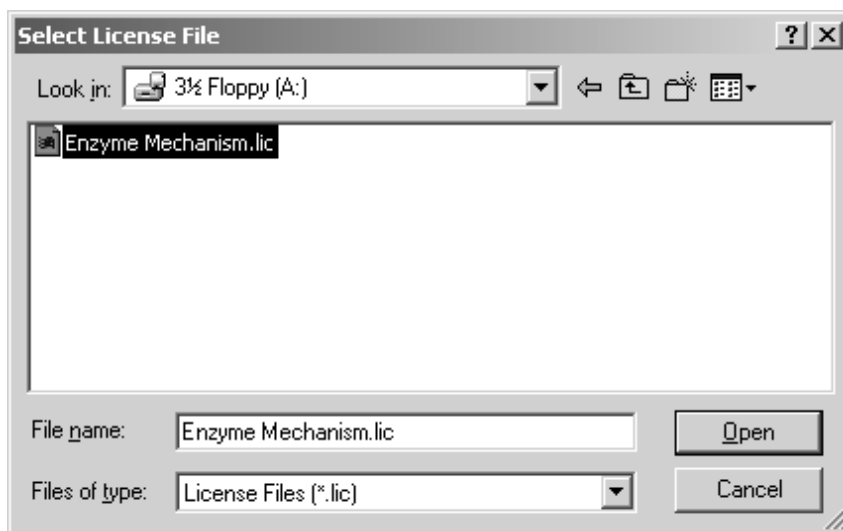 Select License File
Look in: 3½ Floppy (A:)
Enzyme Mechanism.lic
File name: Enzyme Mechanism.lic Open
Files of type: License Files (*.lic) Cancel